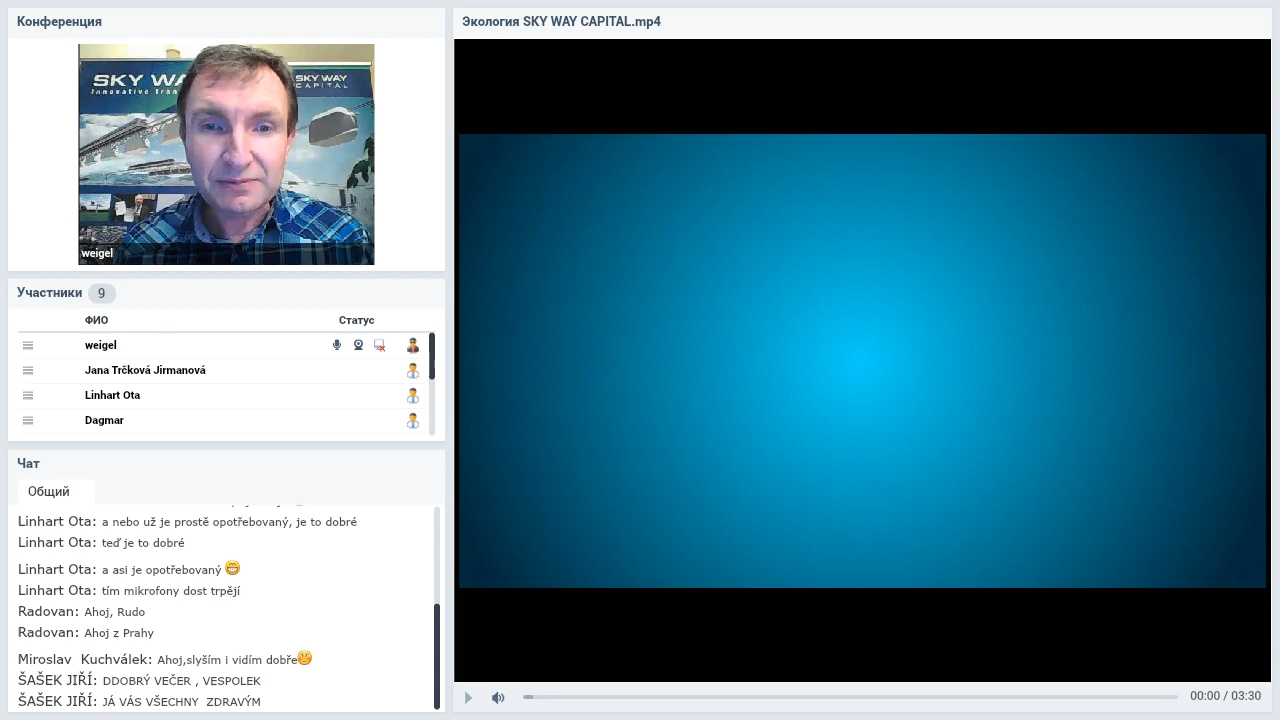 Конференция
SKY WA
SKY WAY
CAPITAL
weigel
Участники 9
ФИО Статус
weigel
Jana Trčková Jirmanová
Linhart Ota
Dagmar
Чат
Общий
Linhart Ota: a nebo už je prostě opotřebovaný, je to dobré
Linhart Ota: teď je to dobré
Linhart Ota: a asi je opotřebovaný
Linhart Ota: tím mikrofony dost trpějí
Radovan: Ahoj, Rudo
Radovan: Ahoj z Prahy
Miroslav Kuchválek: Ahoj,slyším i vidím dobře
ŠAŠEK JIŘÍ: DDOBRÝ VEČER , VESPOLEK
ŠAŠEK JIŘÍ: JÁ VÁS VŠECHNY ZDRAVÝM
Экология SKY WAY CAPITAL.mp4
00:00 / 03:30